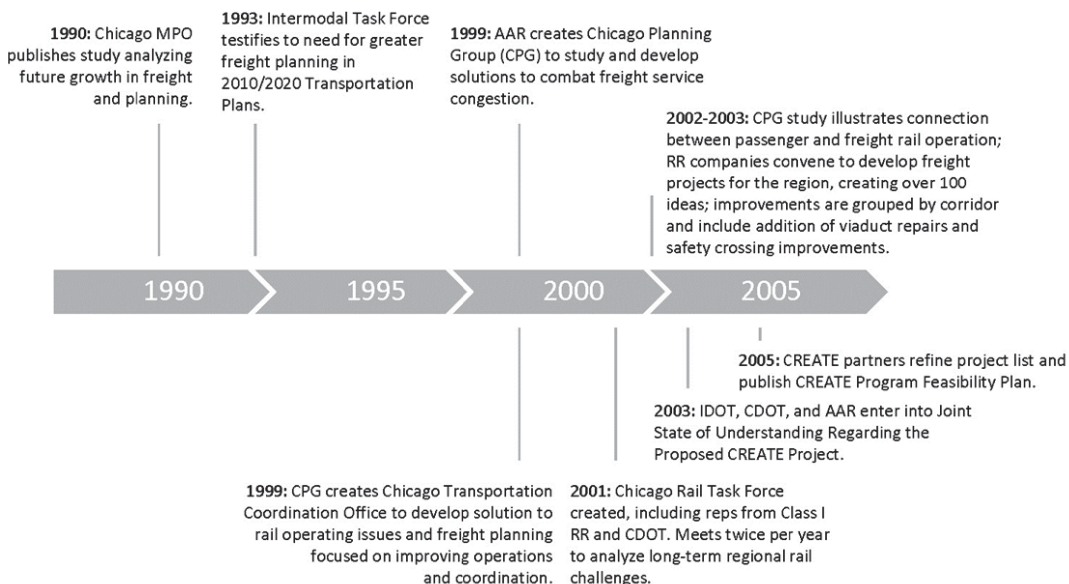 1990: Chicago MPO
publishes study analyzing
future growth in freight
and planning.
1993: Intermodal Task Force
testifies to need for greater
freight planning in
2010/2020 Transportation
Plans.
1999: AAR creates Chicago Planning
Group (CPG) to study and develop
solutions to combat freight service
congestion.
2002-2003: CPG study illustrates connection
between passenger and freight rail operation;
RR companies convene to develop freight
projects for the region, creating over 100
ideas; improvements are grouped by corridor
and include addition of viaduct repairs and
safety crossing improvements.
1990
1995
2000
2005
2005: CREATE partners refine project list and
publish CREATE Program Feasibility Plan.
2003: IDOT, CDOT, and AAR enter into Joint
State of Understanding Regarding the
Proposed CREATE Project.
1999: CPG creates Chicago Transportation
Coordination Office to develop solution to
rail operating issues and freight planning
focused on improving operations
and coordination.
2001: Chicago Rail Task Force
created, including reps from Class I
RR and CDOT. Meets twice per year
to analyze long-term regional rail
challenges.